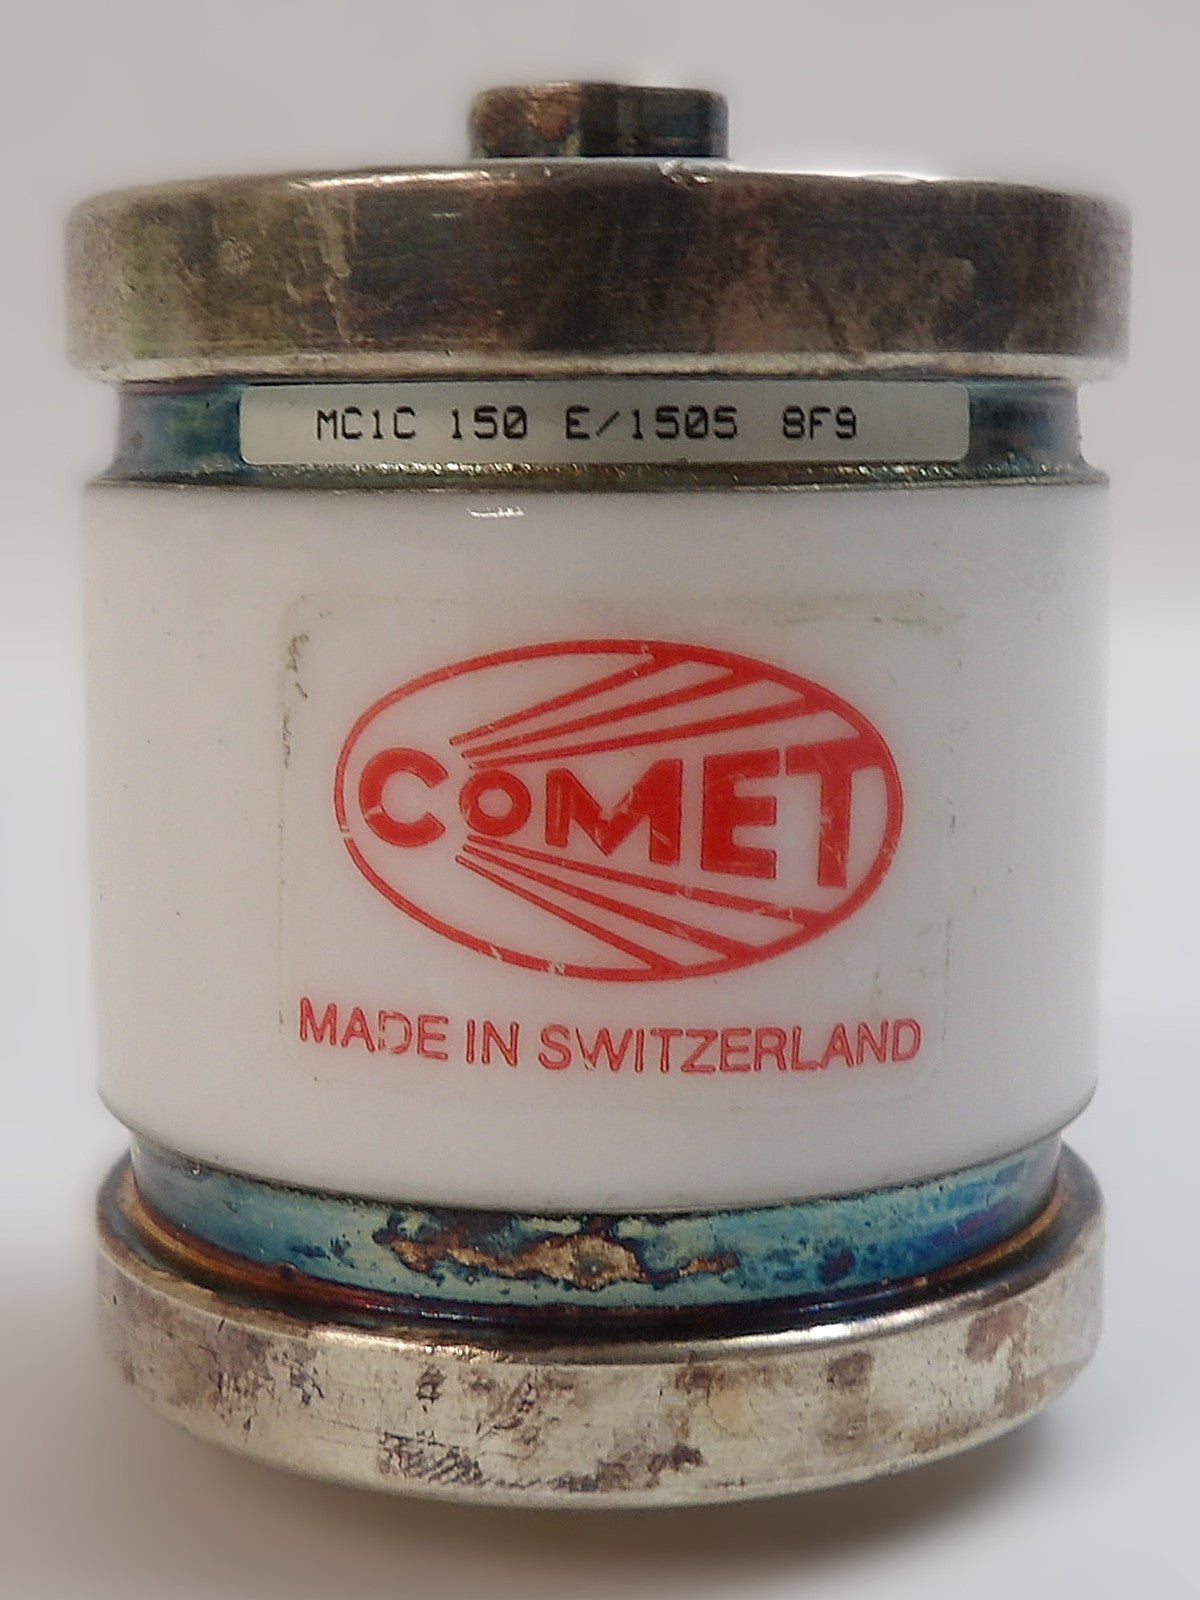 MC1C 150 E/1505 8F9
COMET
MADE IN SWITZERLAND